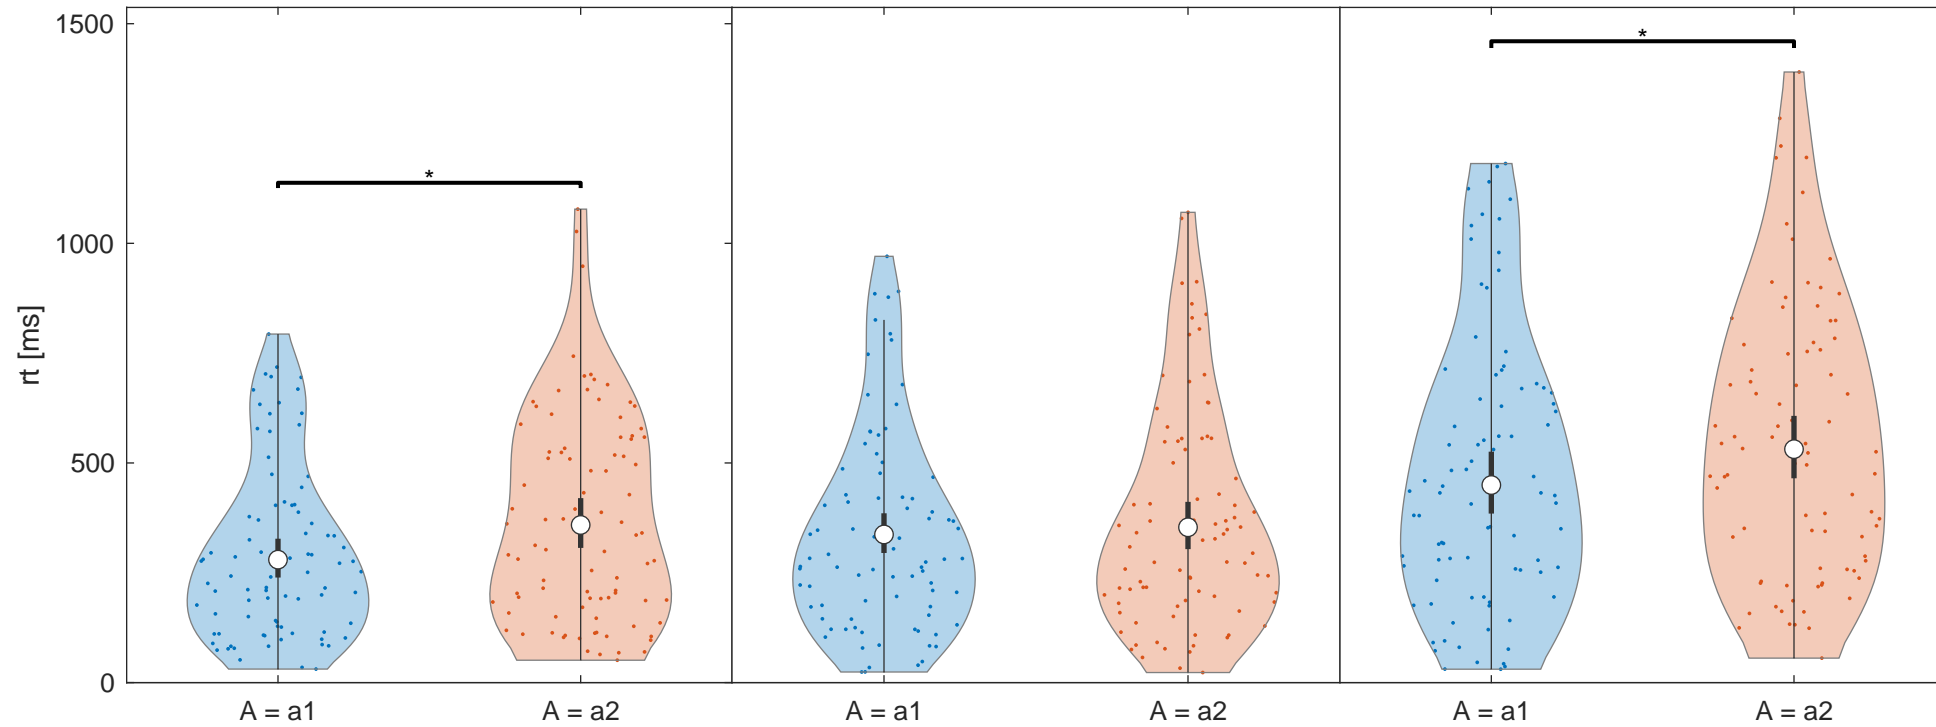 1500
1000
500
0
rt [ms]
*
*
A = a1
A = a2
A = a1
A = a2
A = a1
A = a2